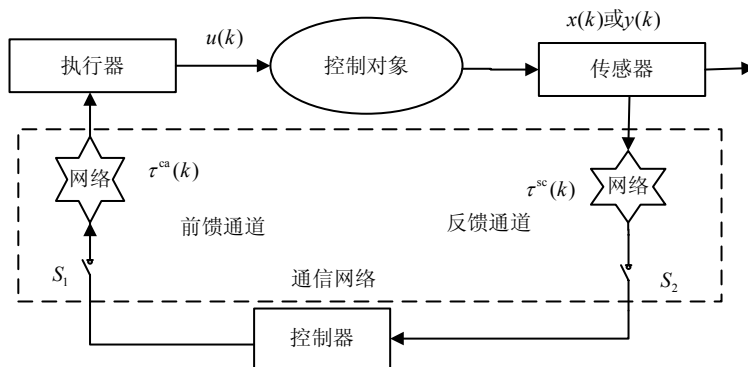 x(k)或y(k)
u(k)
执行器
控制对象
传感器
网络
τ^ca(k)
τ^sc(k)
网络
前馈通道
反馈通道
S₁
通信网络
S₂
控制器